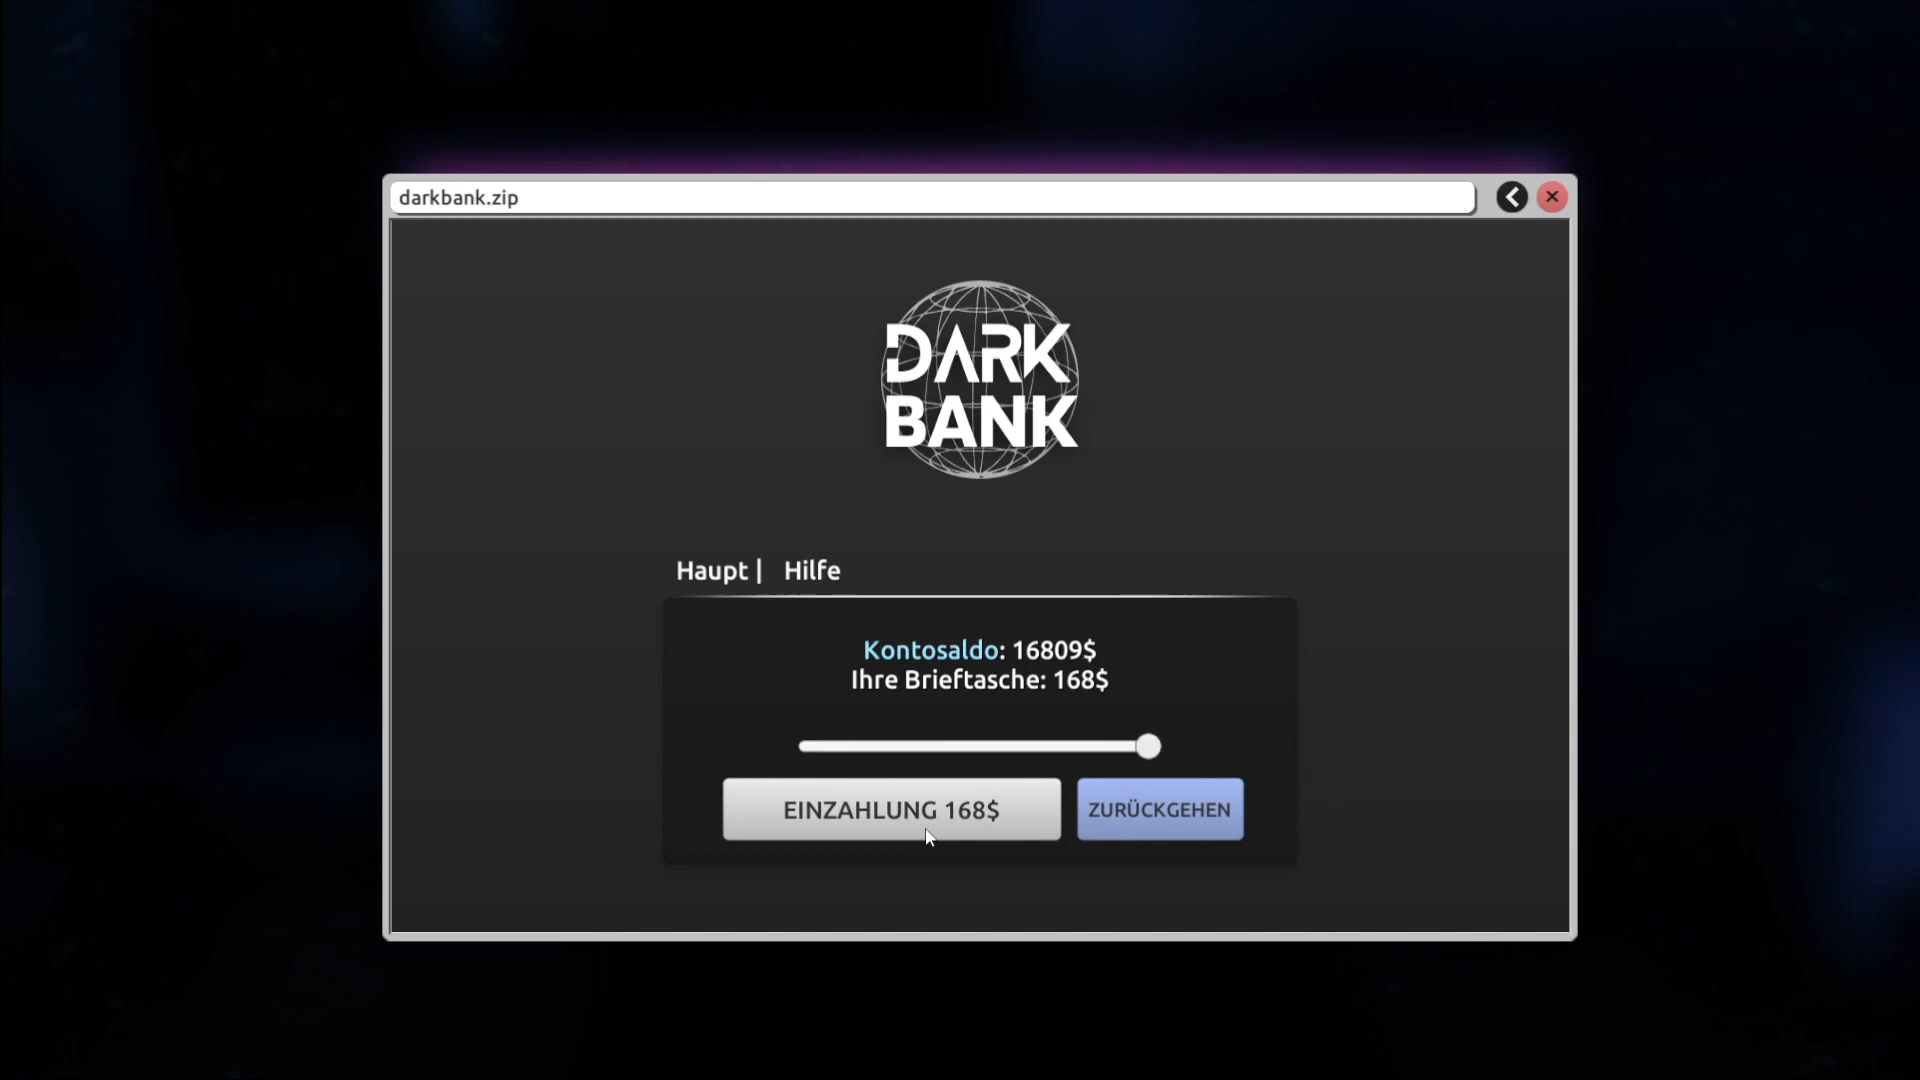 darkbank.zip
DARK
BANK
Haupt | Hilfe
Kontosaldo: 16809$
Ihre Brieftasche: 168$
EINZAHLUNG 168$
ZURÜCKGEHEN